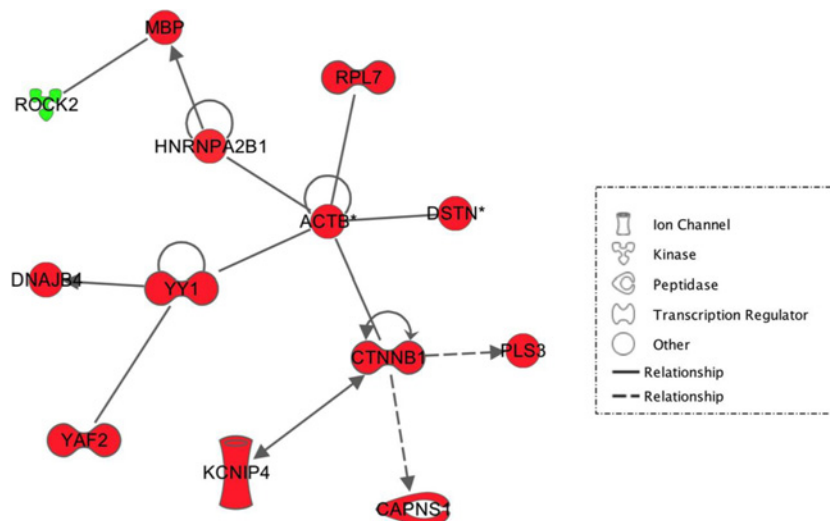 MBP
ROCK2
RPL7
HNRNPA2B1
ACTB*
DSTN*
DNAJB4
YY1
CTNNB1
PLS3
YAF2
KCNIP4
CAPNS1
Ion Channel
Kinase
Peptidase
Transcription Regulator
Other
Relationship
Relationship